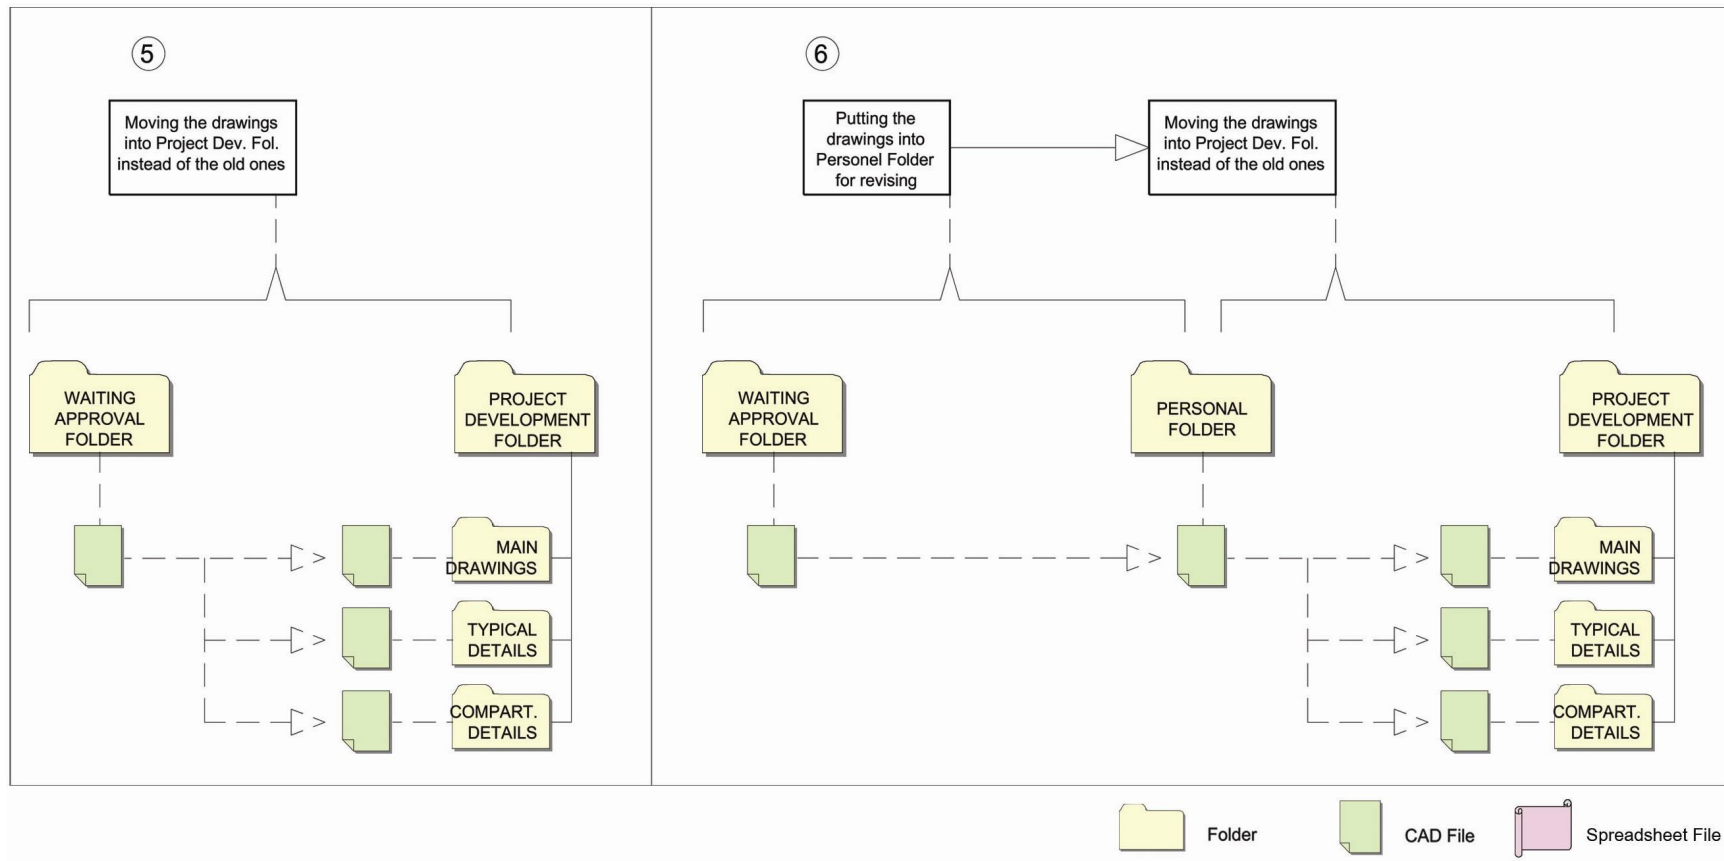 5
Moving the drawings
into Project Dev. Fol.
instead of the old ones
WAITING
APPROVAL
FOLDER
PROJECT
DEVELOPMENT
FOLDER
MAIN
DRAWINGS
TYPICAL
DETAILS
COMPART.
DETAILS
6
Putting the
drawings into
Personel Folder
for revising
Moving the drawings
into Project Dev. Fol.
instead of the old ones
WAITING
APPROVAL
FOLDER
PERSONAL
FOLDER
PROJECT
DEVELOPMENT
FOLDER
MAIN
DRAWINGS
TYPICAL
DETAILS
COMPART.
DETAILS
Folder
CAD File
Spreadsheet File